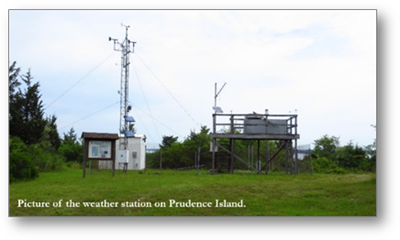 Picture of the weather station on Prudence Island.